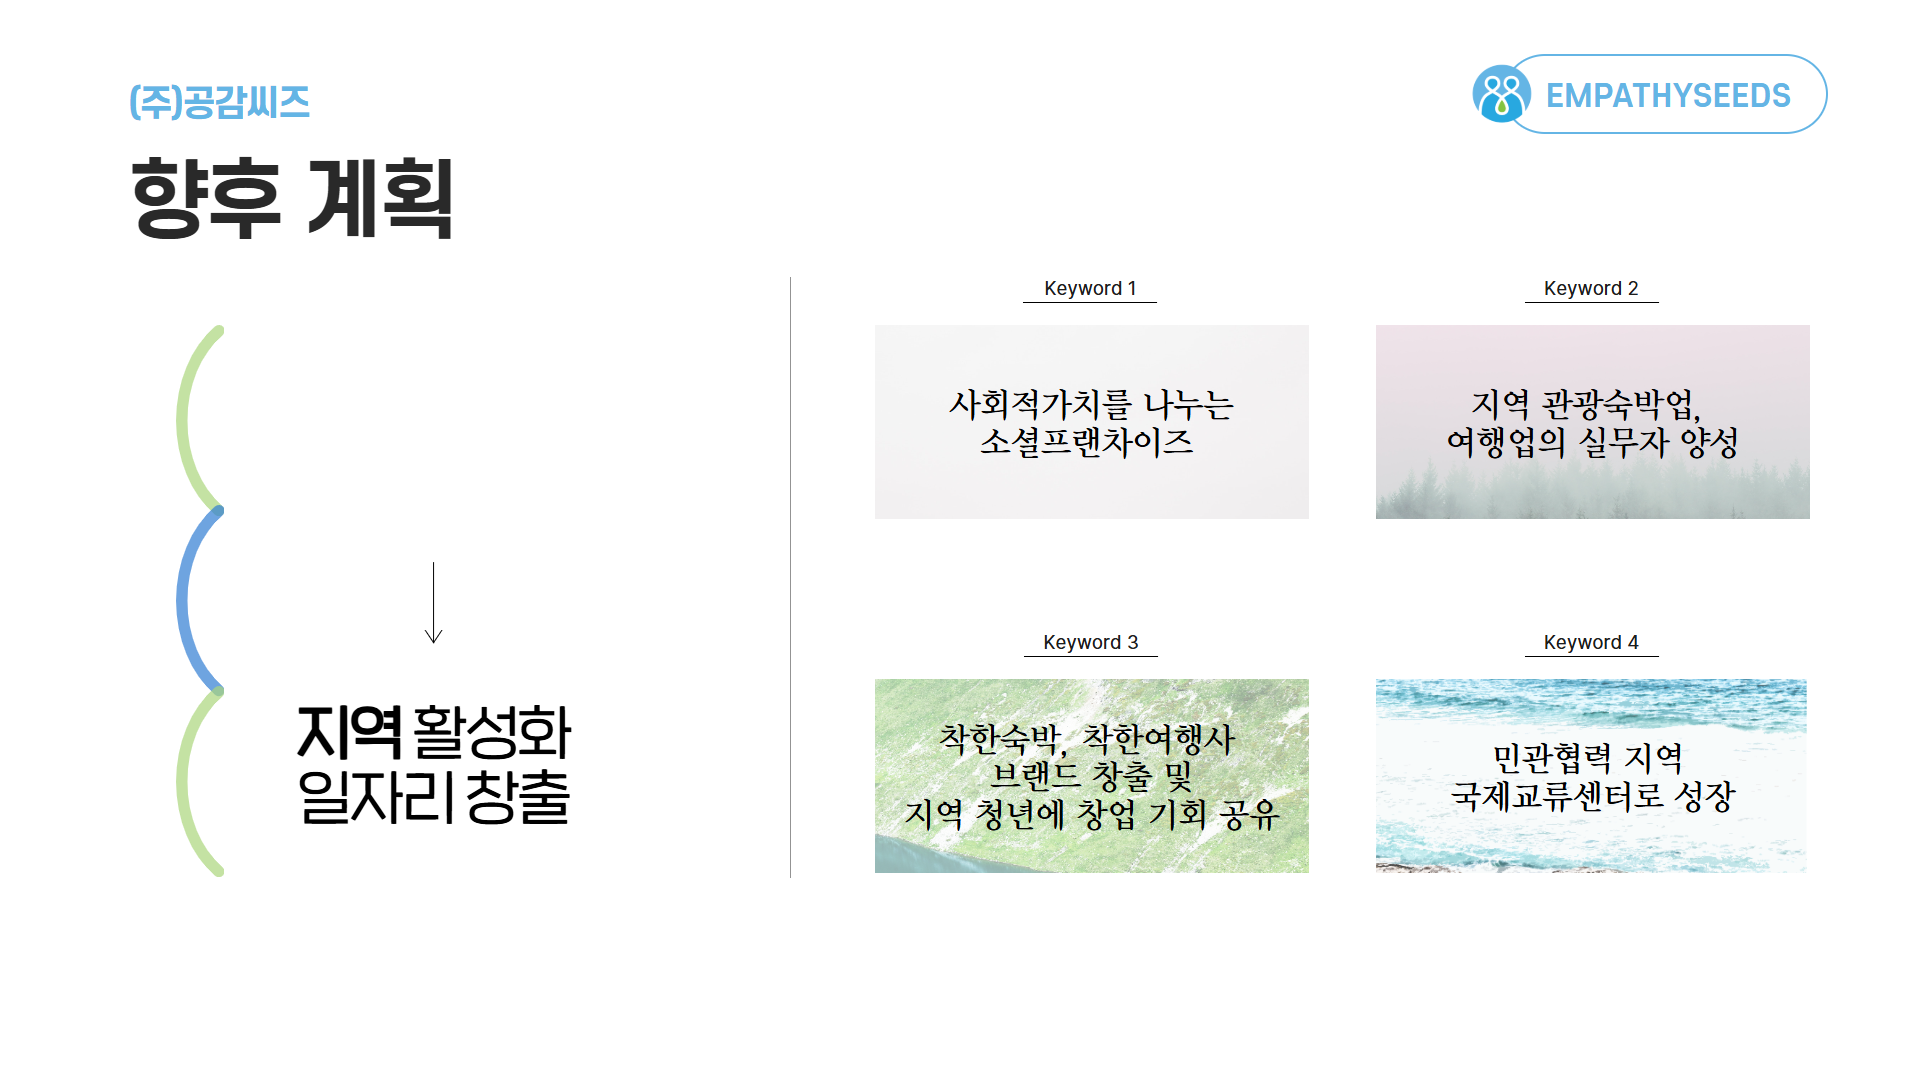 (주)공감씨즈
EMPATHYSEEDS
향후 계획
지역 활성화
일자리 창출
Keyword 1
사회적가치를 나누는
소셜프랜차이즈
Keyword 2
지역 관광숙박업,
여행업의 실무자 양성
Keyword 3
착한숙박, 착한여행사
브랜드 창출 및
지역 청년에 창업 기회 공유
Keyword 4
민관협력 지역
국제교류센터로 성장